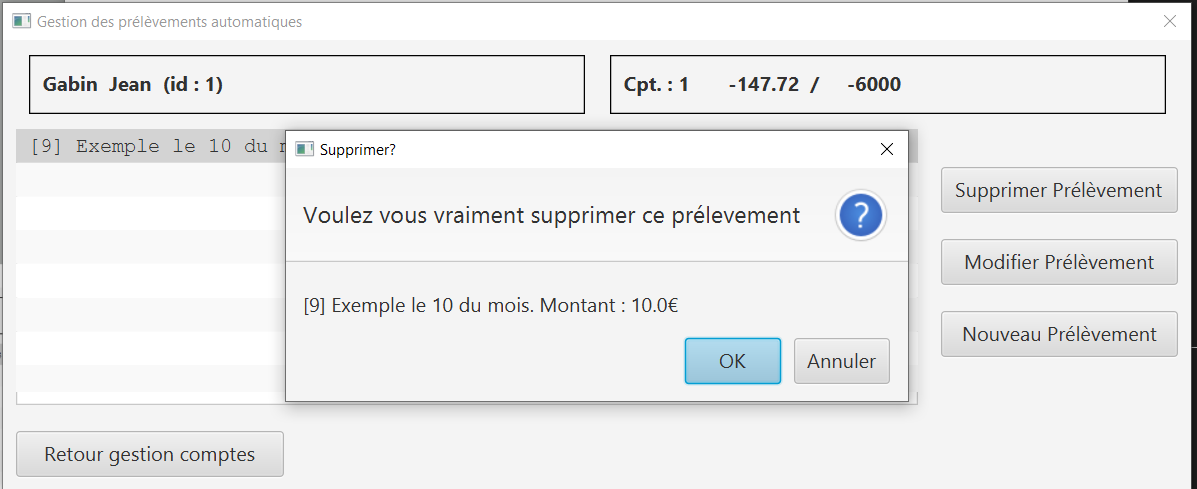 Gestion des prélèvements automatiques
Gabin Jean (id : 1)
Cpt. : 1 -147.72 / -6000
[9] Exemple le 10 du
Supprimer?
Voulez vous vraiment supprimer ce prélevement
?
[9] Exemple le 10 du mois. Montant : 10.0€
OK
Annuler
Supprimer Prélèvement
Modifier Prélèvement
Nouveau Prélèvement
Retour gestion comptes